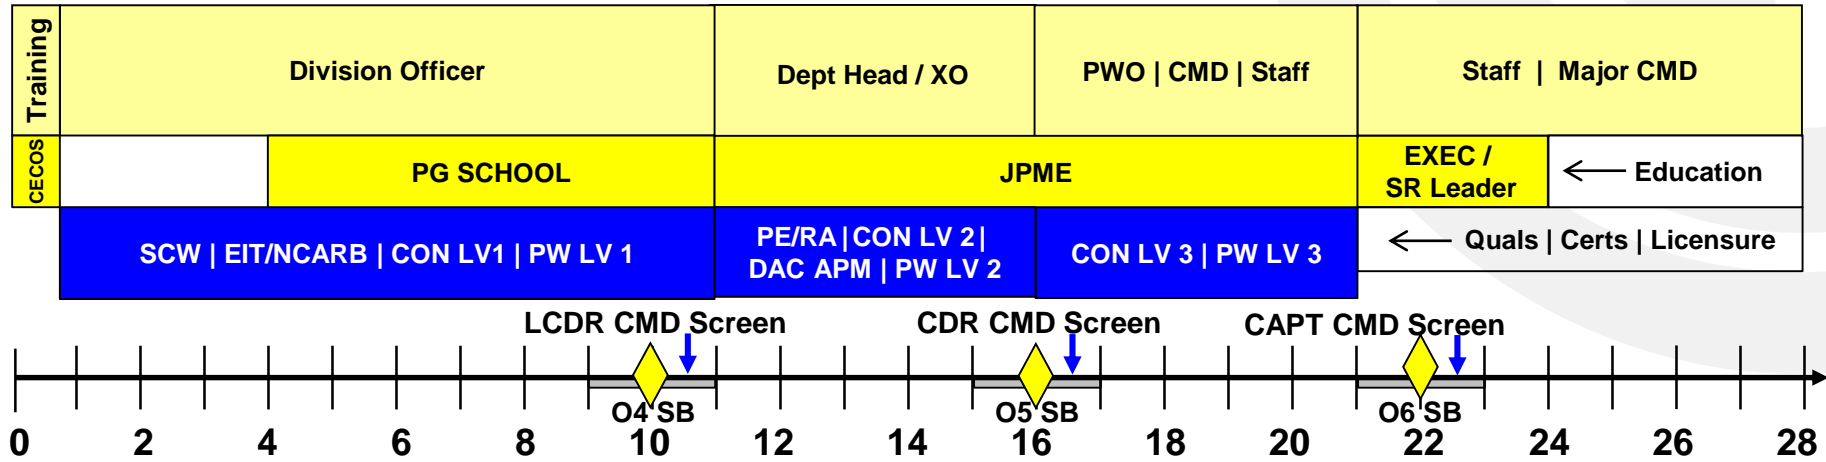 Training
Division Officer
Dept Head / XO
PWO | CMD | Staff
Staff | Major CMD
CECOS
PG SCHOOL
JPME
EXEC /
SR Leader
Education
SCW | EIT/NCARB | CON LV1 | PW LV 1
PE/RA | CON LV 2 |
DAC APM | PW LV 2
CON LV 3 | PW LV 3
Quals | Certs | Licensure
LCDR CMD Screen
CDR CMD Screen
CAPT CMD Screen
O4 SB
O5 SB
O6 SB
0 2 4 6 8 10 12 14 16 18 20 22 24 26 28